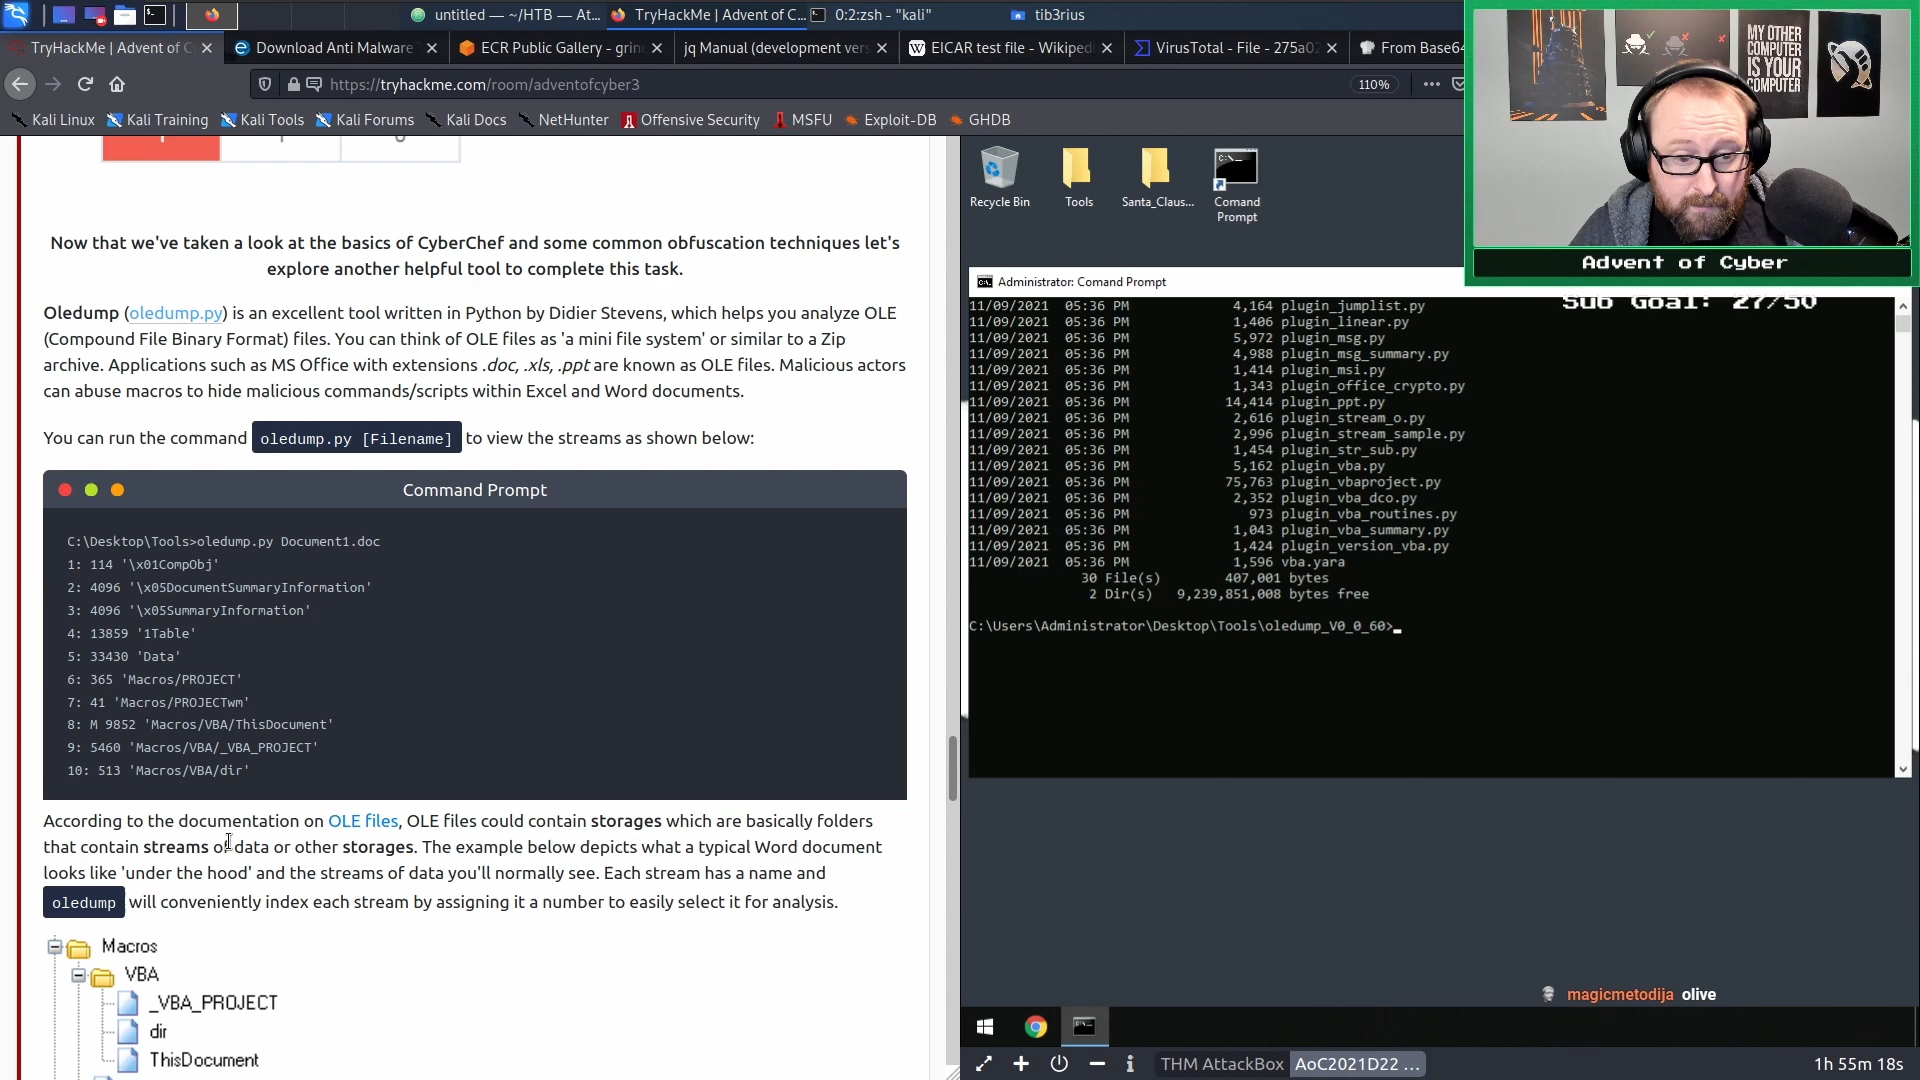 untitled — ~/HTB — At...
TryHackMe | Advent of C...
0:2:zsh - "kali"
tib3rius
TryHackMe | Advent of C
Download Anti Malware
ECR Public Gallery - grin
jq Manual (development ver
EICAR test file - Wikiped
VirusTotal - File - 275a02
From Base64
https://tryhackme.com/room/adventofcyber3
110%
Kali Linux
Kali Training
Kali Tools
Kali Forums
Kali Docs
NetHunter
Offensive Security
MSFU
Exploit-DB
GHDB
MY OTHER
COMPUTER
IS YOUR
COMPUTER
Advent of Cyber
Sub Goal: 27/50
Now that we've taken a look at the basics of CyberChef and some common obfuscation techniques let's
explore another helpful tool to complete this task.
Oledump (oledump.py) is an excellent tool written in Python by Didier Stevens, which helps you analyze OLE
(Compound File Binary Format) files. You can think of OLE files as 'a mini file system' or similar to a Zip
archive. Applications such as MS Office with extensions .doc, .xls, .ppt are known as OLE files. Malicious actors
can abuse macros to hide malicious commands/scripts within Excel and Word documents.
You can run the command oledump.py [Filename] to view the streams as shown below:
Command Prompt
C:\Desktop\Tools>oledump.py Document1.doc
1: 114 '\x01CompObj'
2: 4096 '\x05DocumentSummaryInformation'
3: 4096 '\x05SummaryInformation'
4: 13859 '1Table'
5: 33430 'Data'
6: 365 'Macros/PROJECT'
7: 41 'Macros/PROJECTwm'
8: M 9852 'Macros/VBA/ThisDocument'
9: 5460 'Macros/VBA/_VBA_PROJECT'
10: 513 'Macros/VBA/dir'
According to the documentation on OLE files, OLE files could contain storages which are basically folders
that contain streams of data or other storages. The example below depicts what a typical Word document
looks like 'under the hood' and the streams of data you'll normally see. Each stream has a name and
oledump will conveniently index each stream by assigning it a number to easily select it for analysis.
Macros
VBA
_VBA_PROJECT
dir
ThisDocument
Recycle Bin
Tools
Santa_Claus...
Comand
Prompt
Administrator: Comand Prompt
11/09/2021 05:36 PM 4,164 plugin_jumplist.py
11/09/2021 05:36 PM 1,406 plugin_linear.py
11/09/2021 05:36 PM 5,972 plugin_msg.py
11/09/2021 05:36 PM 4,988 plugin_msg_summary.py
11/09/2021 05:36 PM 1,414 plugin_msi.py
11/09/2021 05:36 PM 1,343 plugin_office_crypto.py
11/09/2021 05:36 PM 14,414 plugin_ppt.py
11/09/2021 05:36 PM 2,616 plugin_stream_o.py
11/09/2021 05:36 PM 2,996 plugin_stream_sample.py
11/09/2021 05:36 PM 1,454 plugin_str_sub.py
11/09/2021 05:36 PM 5,162 plugin_vba.py
11/09/2021 05:36 PM 75,763 plugin_vbaproject.py
11/09/2021 05:36 PM 2,352 plugin_vba_dco.py
11/09/2021 05:36 PM 973 plugin_vba_routines.py
11/09/2021 05:36 PM 1,043 plugin_vba_summary.py
11/09/2021 05:36 PM 1,424 plugin_version_vba.py
11/09/2021 05:36 PM 1,596 vba.yara
30 File(s) 407,001 bytes
2 Dir(s) 9,239,851,008 bytes free
C:\Users\Administrator\Desktop\Tools\oledump_V0_0_60>
magicmetodija olive
THM AttackBox
AoC2021D22 ...
1h 55m 18s